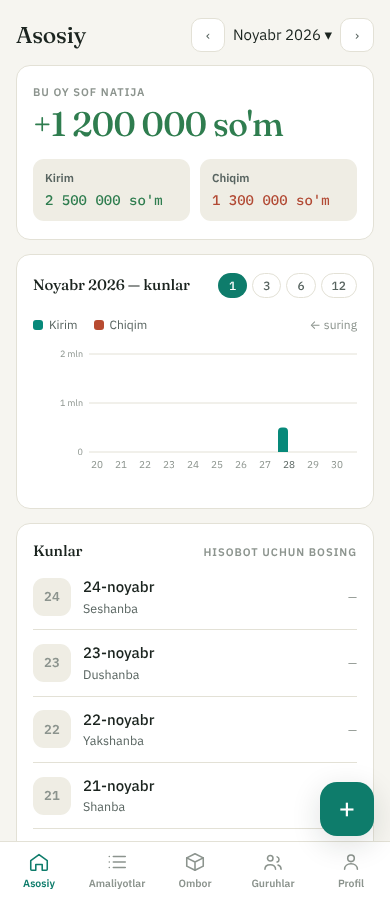 Asosiy
‹ Noyabr 2026 ▾ ›
BU OY SOF NATIJA
+1 200 000 so'm
Kirim Chiqim
2 500 000 so'm 1 300 000 so'm
Noyabr 2026 — kunlar 1 3 6 12
Kirim Chiqim ← suring
2 mln
1 mln
0
20 21 22 23 24 25 26 27 28 29 30
Kunlar HISOBOT UCHUN BOSING
24 24-noyabr —
Seshanba
23 23-noyabr —
Dushanba
22 22-noyabr —
Yakshanba
21 21-noyabr
Shanba
+
Asosiy Amaliyotlar Ombor Guruhlar Profil